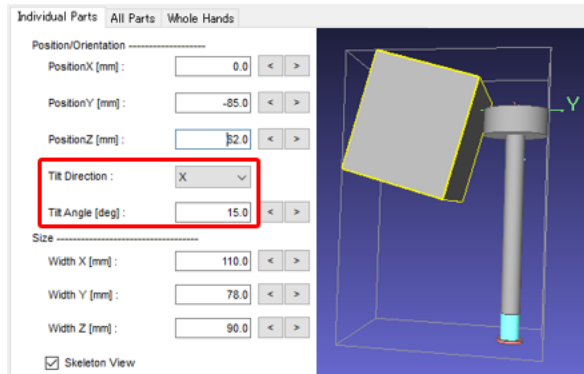 Individual Parts All Parts Whole Hands
Position/Orientation --------------------
PositionX [mm] : 0.0 < >
PositionY [mm] : -85.0 < >
PositionZ [mm] : 32.0 < >
Tilt Direction : X
Tilt Angle [deg] : 15.0 < >
Size --------------------------------------
Width X [mm] : 110.0 < >
Width Y [mm] : 78.0 < >
Width Z [mm] : 90.0 < >
Skeleton View
Y